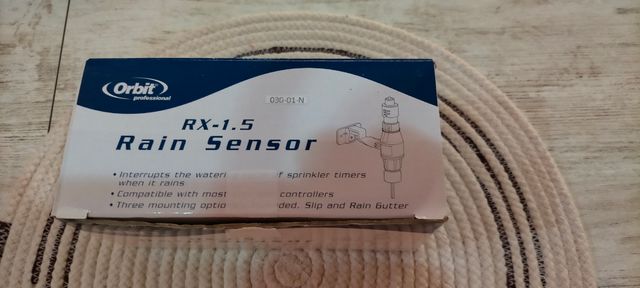 Orbit
professional
030-01-N
RX-1.5
Rain Sensor
• Interrupts the wateri f sprinkler timers
when it rains
• Compatible with most controllers
• Three mounting optio ded, Slip and Rain Gutter